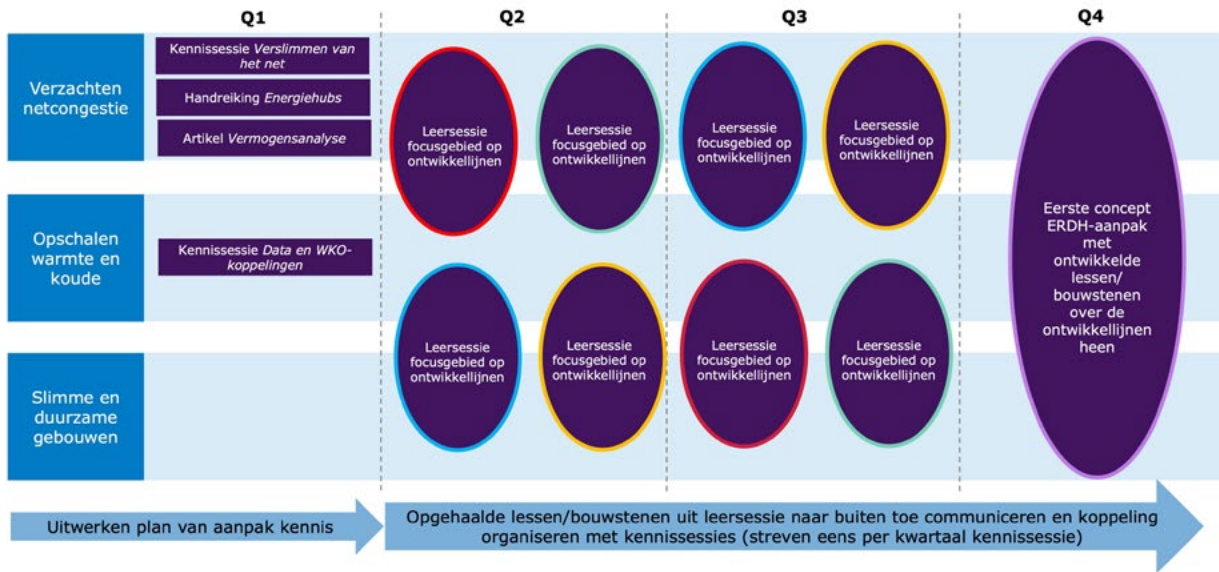 Q1
Q2
Q3
Q4
Verzachten
netcongestie
Kennissessie Verslimmen van
het net
Handreiking Energiehubs
Artikel Vermogensanalyse
Leersessie
focusgebied op
ontwikkellijnen
Leersessie
focusgebied op
ontwikkellijnen
Leersessie
focusgebied op
ontwikkellijnen
Leersessie
focusgebied op
ontwikkellijnen
Opschalen
warmte en
koude
Kennissessie Data en WKO-
koppelingen
Slimme en
duurzame
gebouwen
Leersessie
focusgebied op
ontwikkellijnen
Leersessie
focusgebied op
ontwikkellijnen
Leersessie
focusgebied op
ontwikkellijnen
Leersessie
focusgebied op
ontwikkellijnen
Eerste concept
ERDH-aanpak
met
ontwikkelde
lessen/
bouwstenen
over de
ontwikkellijnen
heen
Uitwerken plan van aanpak kennis
Opgehaalde lessen/bouwstenen uit leersessie naar buiten toe communiceren en koppeling
organiseren met kennissessies (streven eens per kwartaal kennissessie)